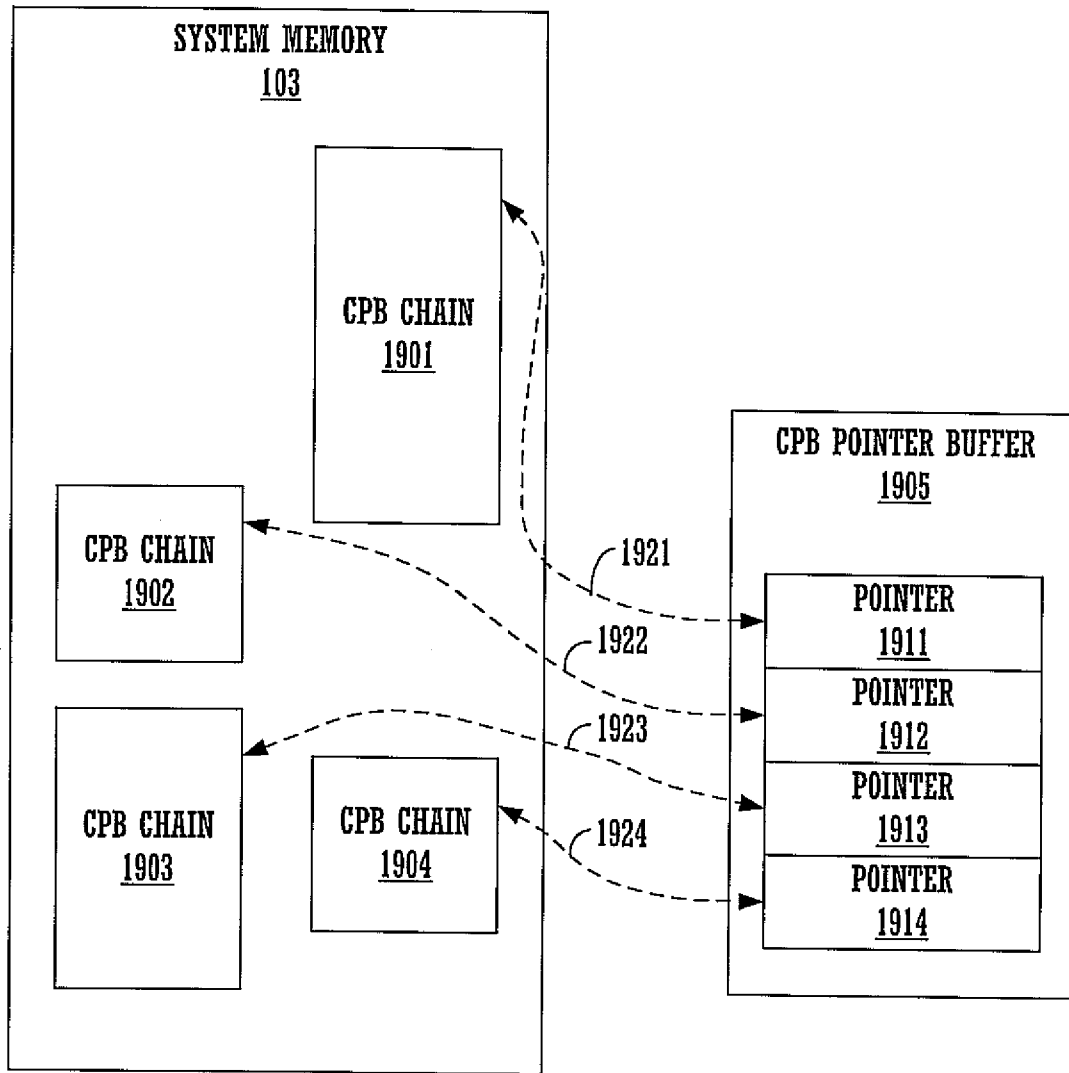 SYSTEM MEMORY
103
CPB CHAIN
1901
CPB CHAIN
1902
CPB CHAIN
1903
CPB CHAIN
1904
1921
1922
1923
1924
CPB POINTER BUFFER
1905
POINTER
1911
POINTER
1912
POINTER
1913
POINTER
1914